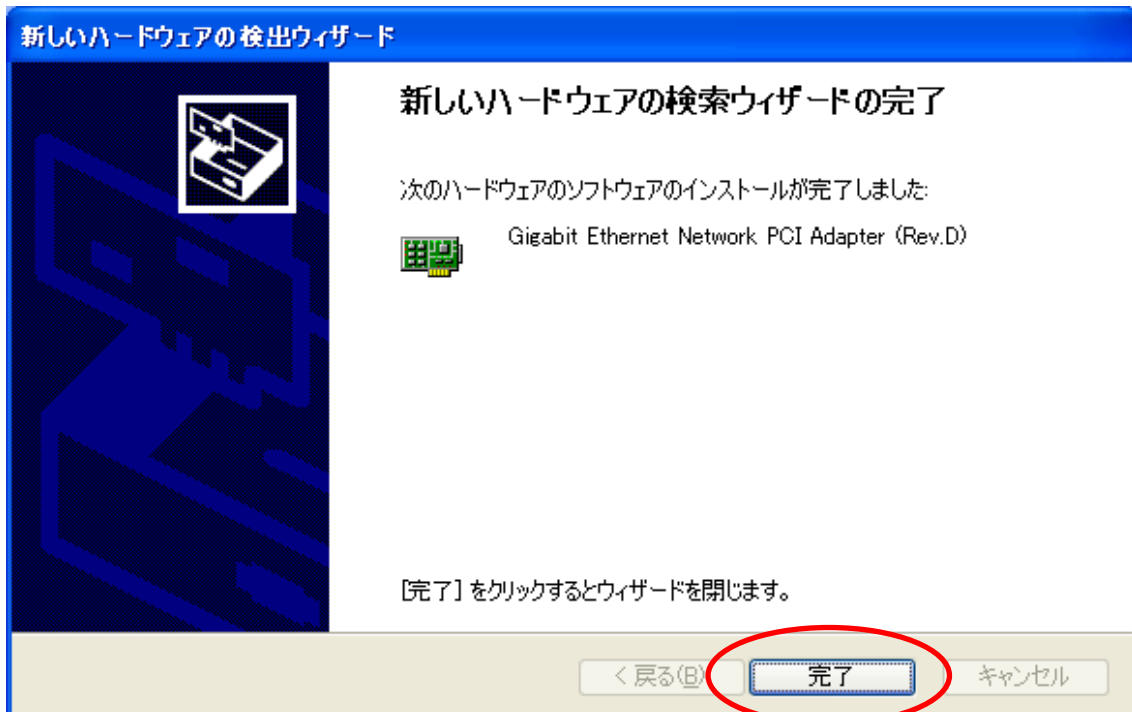 新しいハードウェアの検出ウィザード
新しいハードウェアの検索ウィザードの完了
次のハードウェアのソフトウェアのインストールが完了しました:
Gigabit Ethernet Network PCI Adapter (Rev.D)
[完了] をクリックするとウィザードを閉じます。
< 戻る(B) 完了 キャンセル